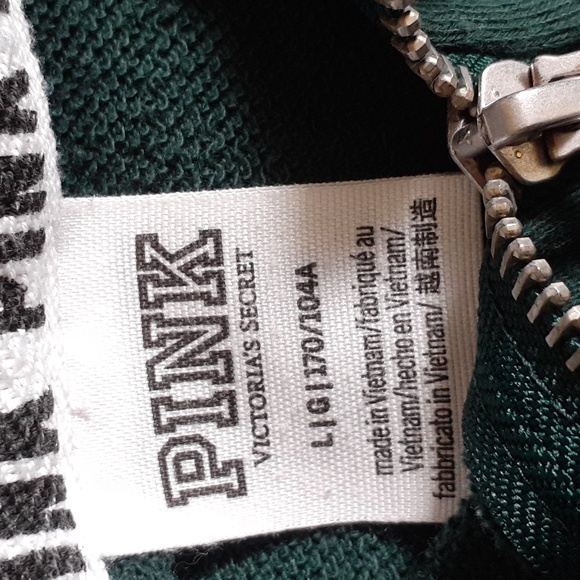 PINK
VICTORIA'S SECRET
L|G|170/104A
made in Vietnam/fabriqué au
Vietnam/hecho en Vietnam/
fabbricato in Vietnam/ 越南制造